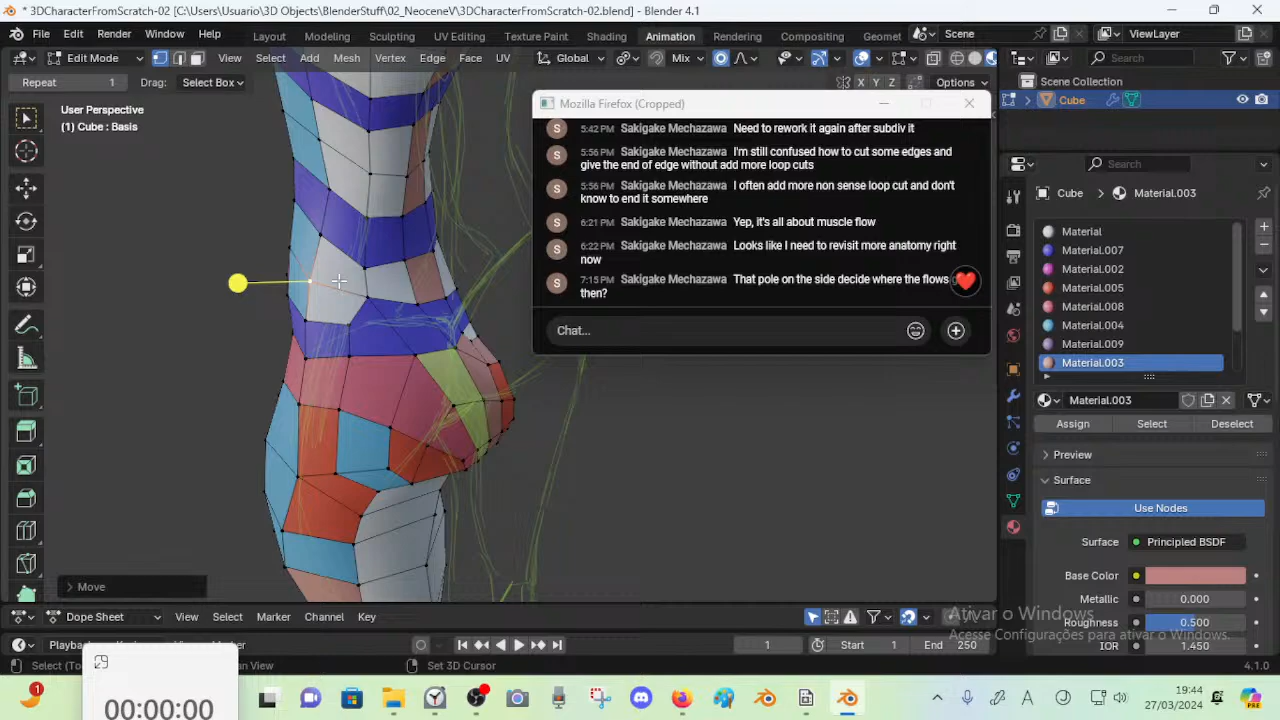 * 3DCharacterFromScratch-02 [C:\Users\Usuario\3D Objects\BlenderStuff\02_NeoceneV\3DCharacterFromScratch-02.blend] - Blender 4.1
File Edit Render Window Help Layout Modeling Sculpting UV Editing Texture Paint Shading Animation Rendering Compositing Geomet Scene ViewLayer
Edit Mode View Select Add Mesh Vertex Edge Face UV Global Mix Search
Repeat 1 Drag: Select Box X Y Z Options
User Perspective
(1) Cube : Basis
Scene Collection
Cube
Mozilla Firefox (Cropped)
5:42 PM Sakigake Mechazawa Need to rework it again after subdiv it
5:56 PM Sakigake Mechazawa I'm still confused how to cut some edges and
give the end of edge without add more loop cuts
5:56 PM Sakigake Mechazawa I often add more non sense loop cut and don't
know to end it somewhere
6:21 PM Sakigake Mechazawa Yep, it's all about muscle flow
6:22 PM Sakigake Mechazawa Looks like I need to revisit more anatomy right
now
7:15 PM Sakigake Mechazawa That pole on the side decide where the flows
then?
Chat...
Search
Cube Material.003
Material
Material.007
Material.002
Material.005
Material.008
Material.004
Material.009
Material.003
Material.003
Assign Select Deselect
Preview
Surface
Use Nodes
Surface Principled BSDF
Base Color
Metallic 0.000
Roughness 0.500
IOR 1.450
Move
Dope Sheet View Select Marker Channel Key
Ativar o Windows
Acesse Configurações para ativar o Windows.
Playba 1 Start 1 End 250
Select (To an View Set 3D Cursor 4.1.0
00:00:00
1
19:44
27/03/2024
PRE